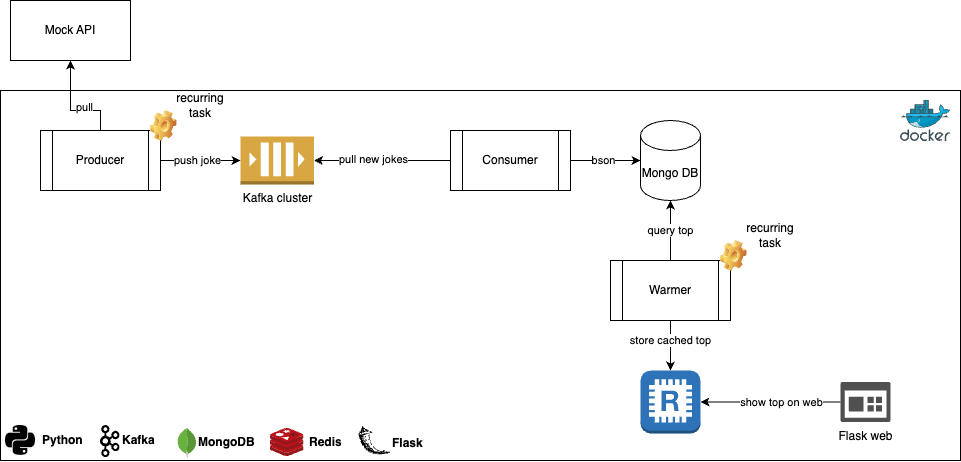 Mock API
pull
recurring
task
docker
Producer
push joke
pull new jokes
Consumer
bson
Mongo DB
Kafka cluster
query top
recurring
task
Warmer
store cached top
R
show top on web
Flask web
Python
Kafka
MongoDB
Redis
Flask